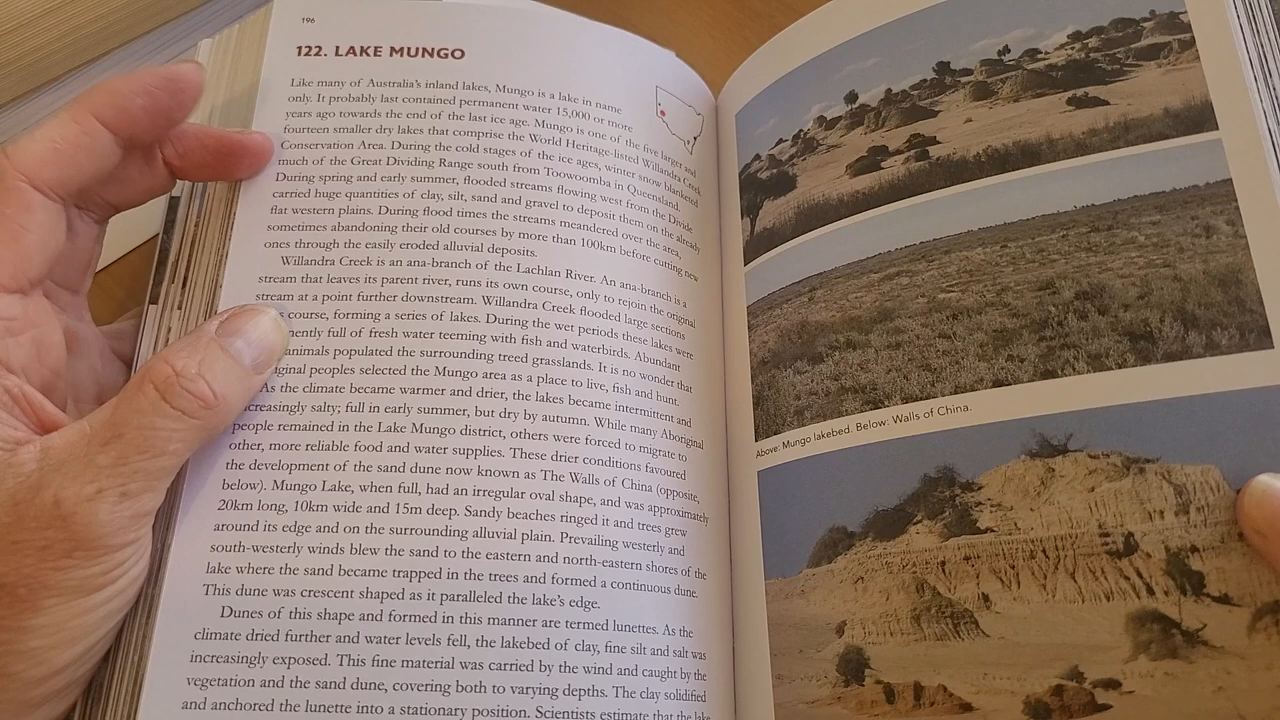 196
122. LAKE MUNGO
Like many of Australia's inland lakes, Mungo is a lake in name
only. It probably last contained permanent water 15,000 or more
years ago towards the end of the last ice age. Mungo is one of the five larger and
fourteen smaller dry lakes that comprise the World Heritage-listed Willandra Creek
Conservation Area. During the cold stages of the ice ages, winter snow blanketed
much of the Great Dividing Range south from Toowoomba in Queensland.
During spring and early summer, flooded streams flowing west from the Divide
carried huge quantities of clay, silt, sand and gravel to deposit them on the already
flat western plains. During flood times the streams meandered over the area,
sometimes abandoning their old courses by more than 100km before cutting new
ones through the easily eroded alluvial deposits.
Willandra Creek is an ana-branch of the Lachlan River. An ana-branch is a
stream that leaves its parent river, runs its own course, only to rejoin the original
stream at a point further downstream. Willandra Creek flooded large sections
course, forming a series of lakes. During the wet periods these lakes were
nently full of fresh water teeming with fish and waterbirds. Abundant
animals populated the surrounding treed grasslands. It is no wonder that
iginal peoples selected the Mungo area as a place to live, fish and hunt.
As the climate became warmer and drier, the lakes became intermittent and
increasingly salty; full in early summer, but dry by autumn. While many Aboriginal
people remained in the Lake Mungo district, others were forced to migrate to
other, more reliable food and water supplies. These drier conditions favoured
the development of the sand dune now known as The Walls of China (opposite,
below). Mungo Lake, when full, had an irregular oval shape, and was approximately
20km long, 10km wide and 15m deep. Sandy beaches ringed it and trees grew
around its edge and on the surrounding alluvial plain. Prevailing westerly and
south-westerly winds blew the sand to the eastern and north-eastern shores of the
lake where the sand became trapped in the trees and formed a continuous dune.
This dune was crescent shaped as it paralleled the lake's edge.
Dunes of this shape and formed in this manner are termed lunettes. As the
climate dried further and water levels fell, the lakebed of clay, fine silt and salt was
increasingly exposed. This fine material was carried by the wind and caught by the
vegetation and the sand dune, covering both to varying depths. The clay solidified
and anchored the lunette into a stationary position. Scientists estimate that the lake
Above: Mungo lakebed. Below: Walls of China.